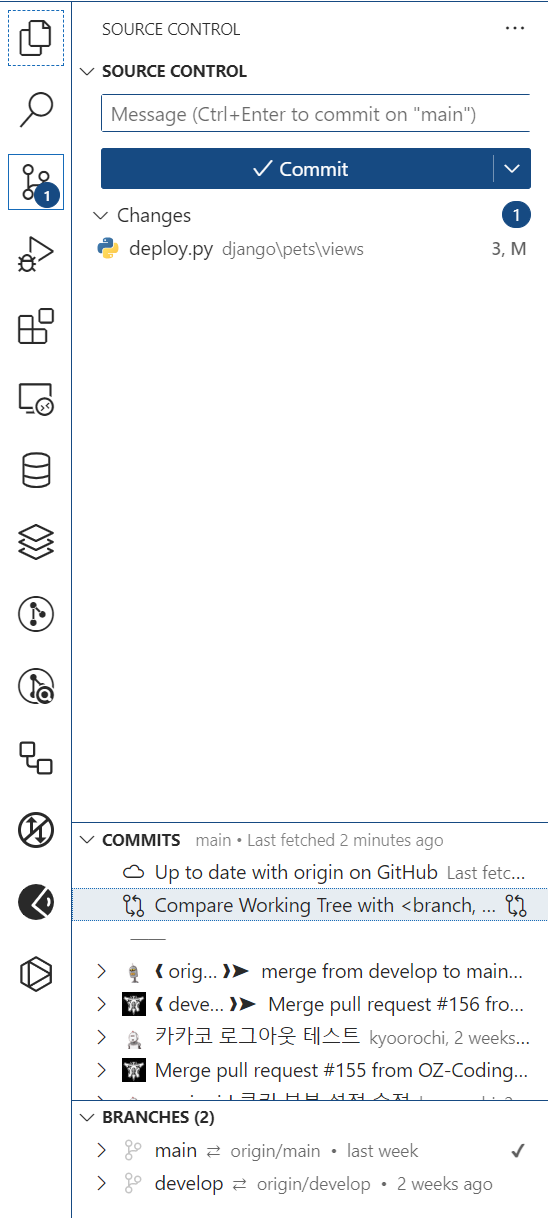 SOURCE CONTROL
SOURCE CONTROL
Message (Ctrl+Enter to commit on "main")
Commit
Changes 1
deploy.py django\pets\views 3, M
1
COMMITS main • Last fetched 2 minutes ago
Up to date with origin on GitHub Last fetc...
Compare Working Tree with <branch, ...
orig... merge from develop to main...
deve... Merge pull request #156 fro...
카카코 로그아웃 테스트 kyoorochi, 2 weeks...
Merge pull request #155 from OZ-Coding...
BRANCHES (2)
main ⇄ origin/main • last week
develop ⇄ origin/develop • 2 weeks ago